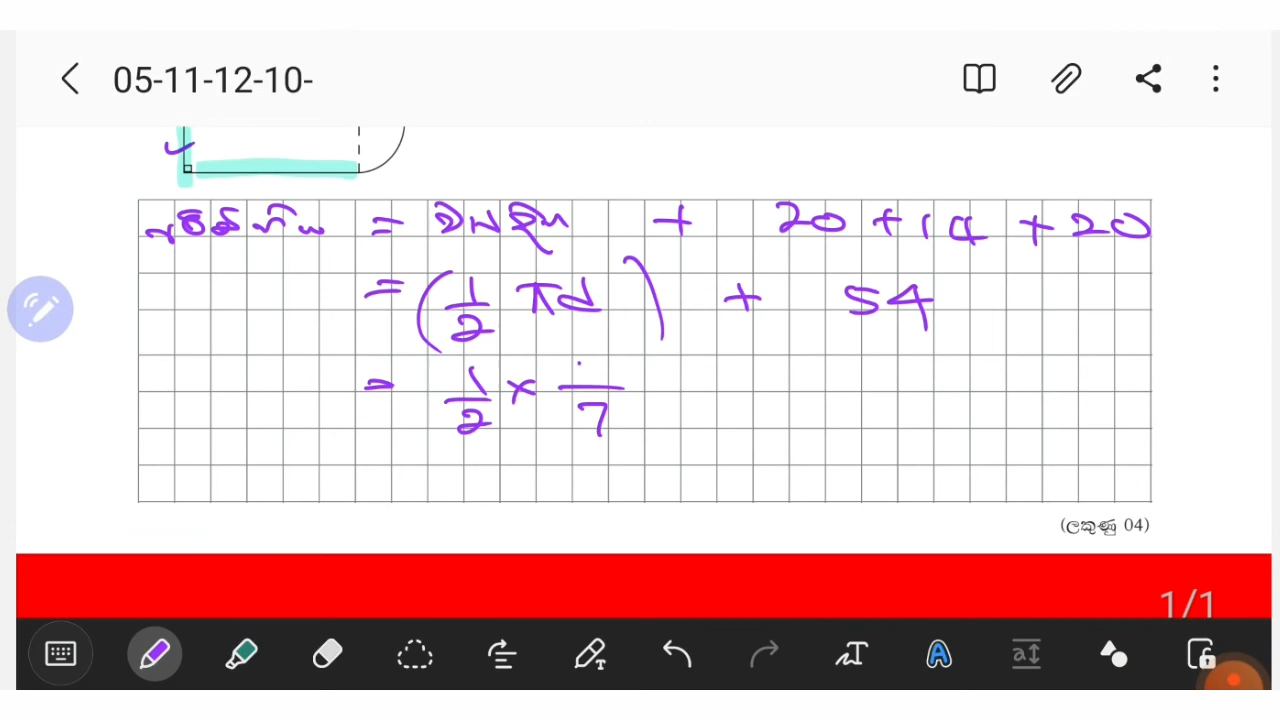 05-11-12-10-
පරිමිතිය = චාපදිග + 20 + 14 + 20
= (1/2 πd) + 54
= 1/2 × /7
(ලකුණු 04)
1/1
T
A
a